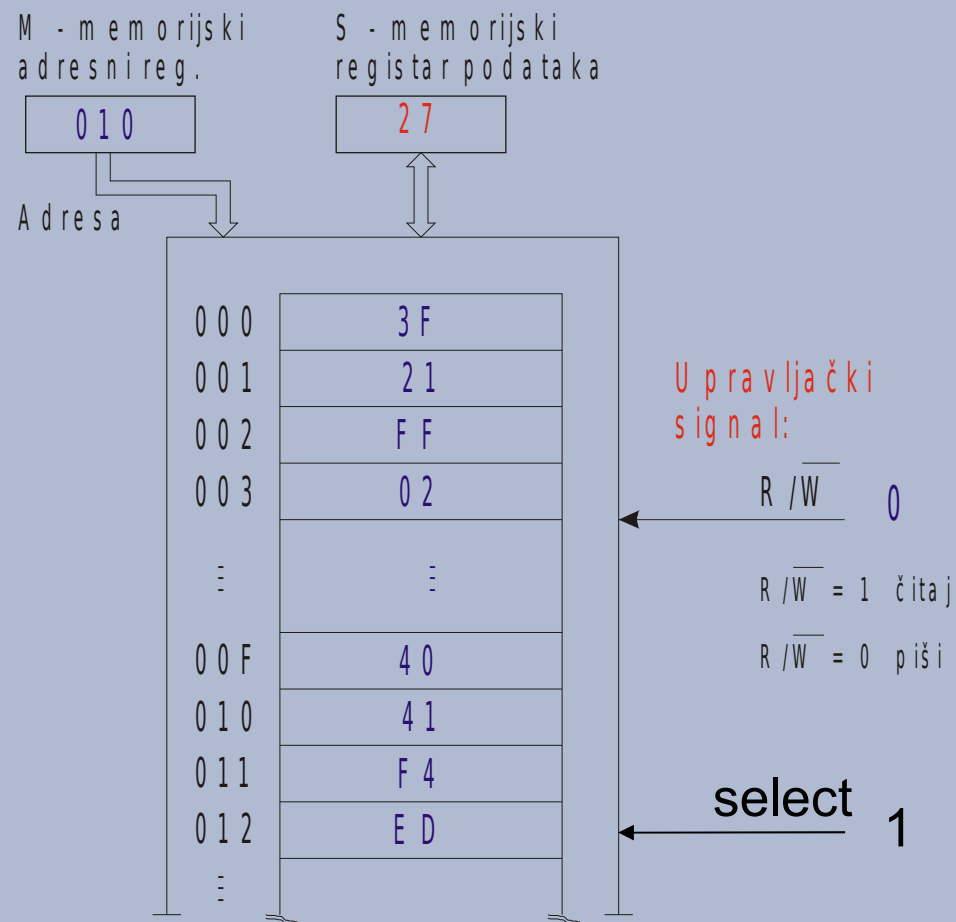 M - memorijski
adresni reg.
S - memorijski
registar podataka
010
27
Adresa
000 3F
001 21
002 FF
003 02
⋮ ⋮
00F 40
010 41
011 F4
012 ED
⋮
Upravljački
signal:
R/W̅ 0
R/W̅ = 1 čitaj
R/W̅ = 0 piši
select 1